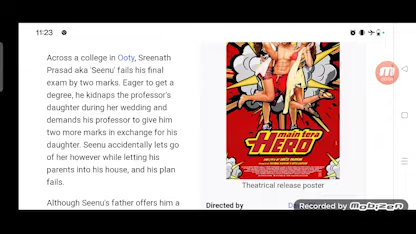 11:23
Across a college in Ooty, Sreenath
Prasad aka 'Seenu' fails his final
exam by two marks. Eager to get a
degree, he kidnaps the professor's
daughter during her wedding and
demands his professor to give him
two more marks in exchange for his
daughter. Seenu accidentally lets go
of her however while letting his
parents into his house, and his plan
fails.
Although Seenu's father offers him a
main tera
HERO
Theatrical release poster
Directed by
Recorded by MOBIZEN